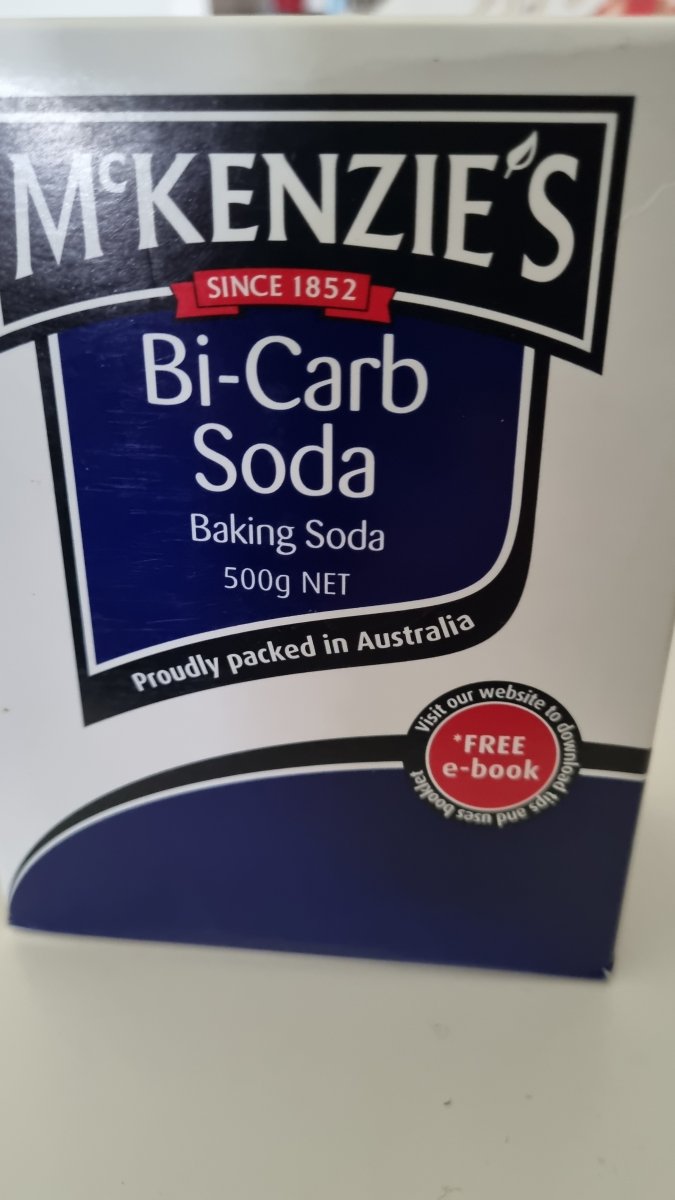 McKENZIE'S
SINCE 1852
Bi-Carb
Soda
Baking Soda
500g NET
Proudly packed in Australia
Visit our website to download tips and uses booklet
*FREE
e-book